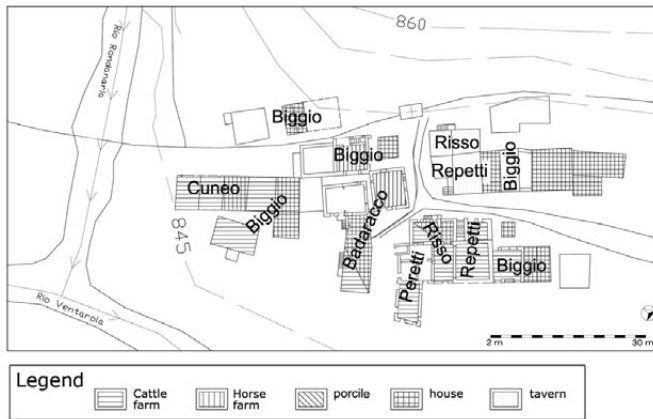 860
Rio Rondanaria
Biggio
Biggio
Risso
Repetti
Biggio
Cuneo
Biggio
Badaracco
845
Risso
Repetti
Peretti
Biggio
Rio Ventarola
2 m
30 m
Legend
Cattle farm
Horse farm
porcile
house
tavern